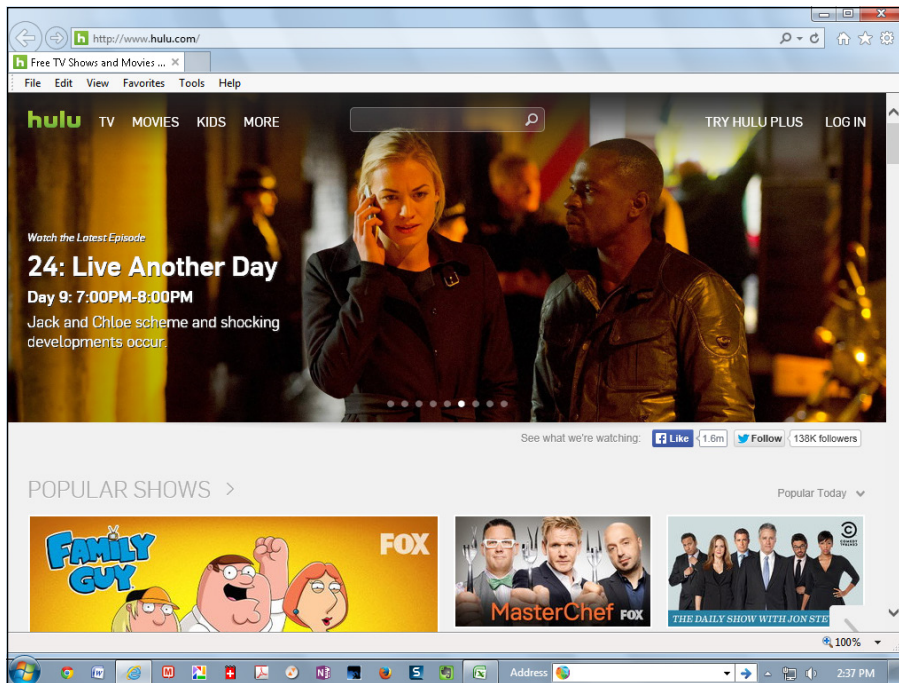 http://www.hulu.com/
Free TV Shows and Movies ...
File Edit View Favorites Tools Help
hulu TV MOVIES KIDS MORE TRY HULU PLUS LOG IN
Watch the Latest Episode
24: Live Another Day
Day 9: 7:00PM-8:00PM
Jack and Chloe scheme and shocking
developments occur.
See what we're watching: Like 1.6m Follow 138K followers
POPULAR SHOWS > Popular Today
FAMILY GUY
FOX
MasterChef FOX
COMEDY CENTRAL
THE DAILY SHOW WITH JON STE
100%
Address 2:37 PM